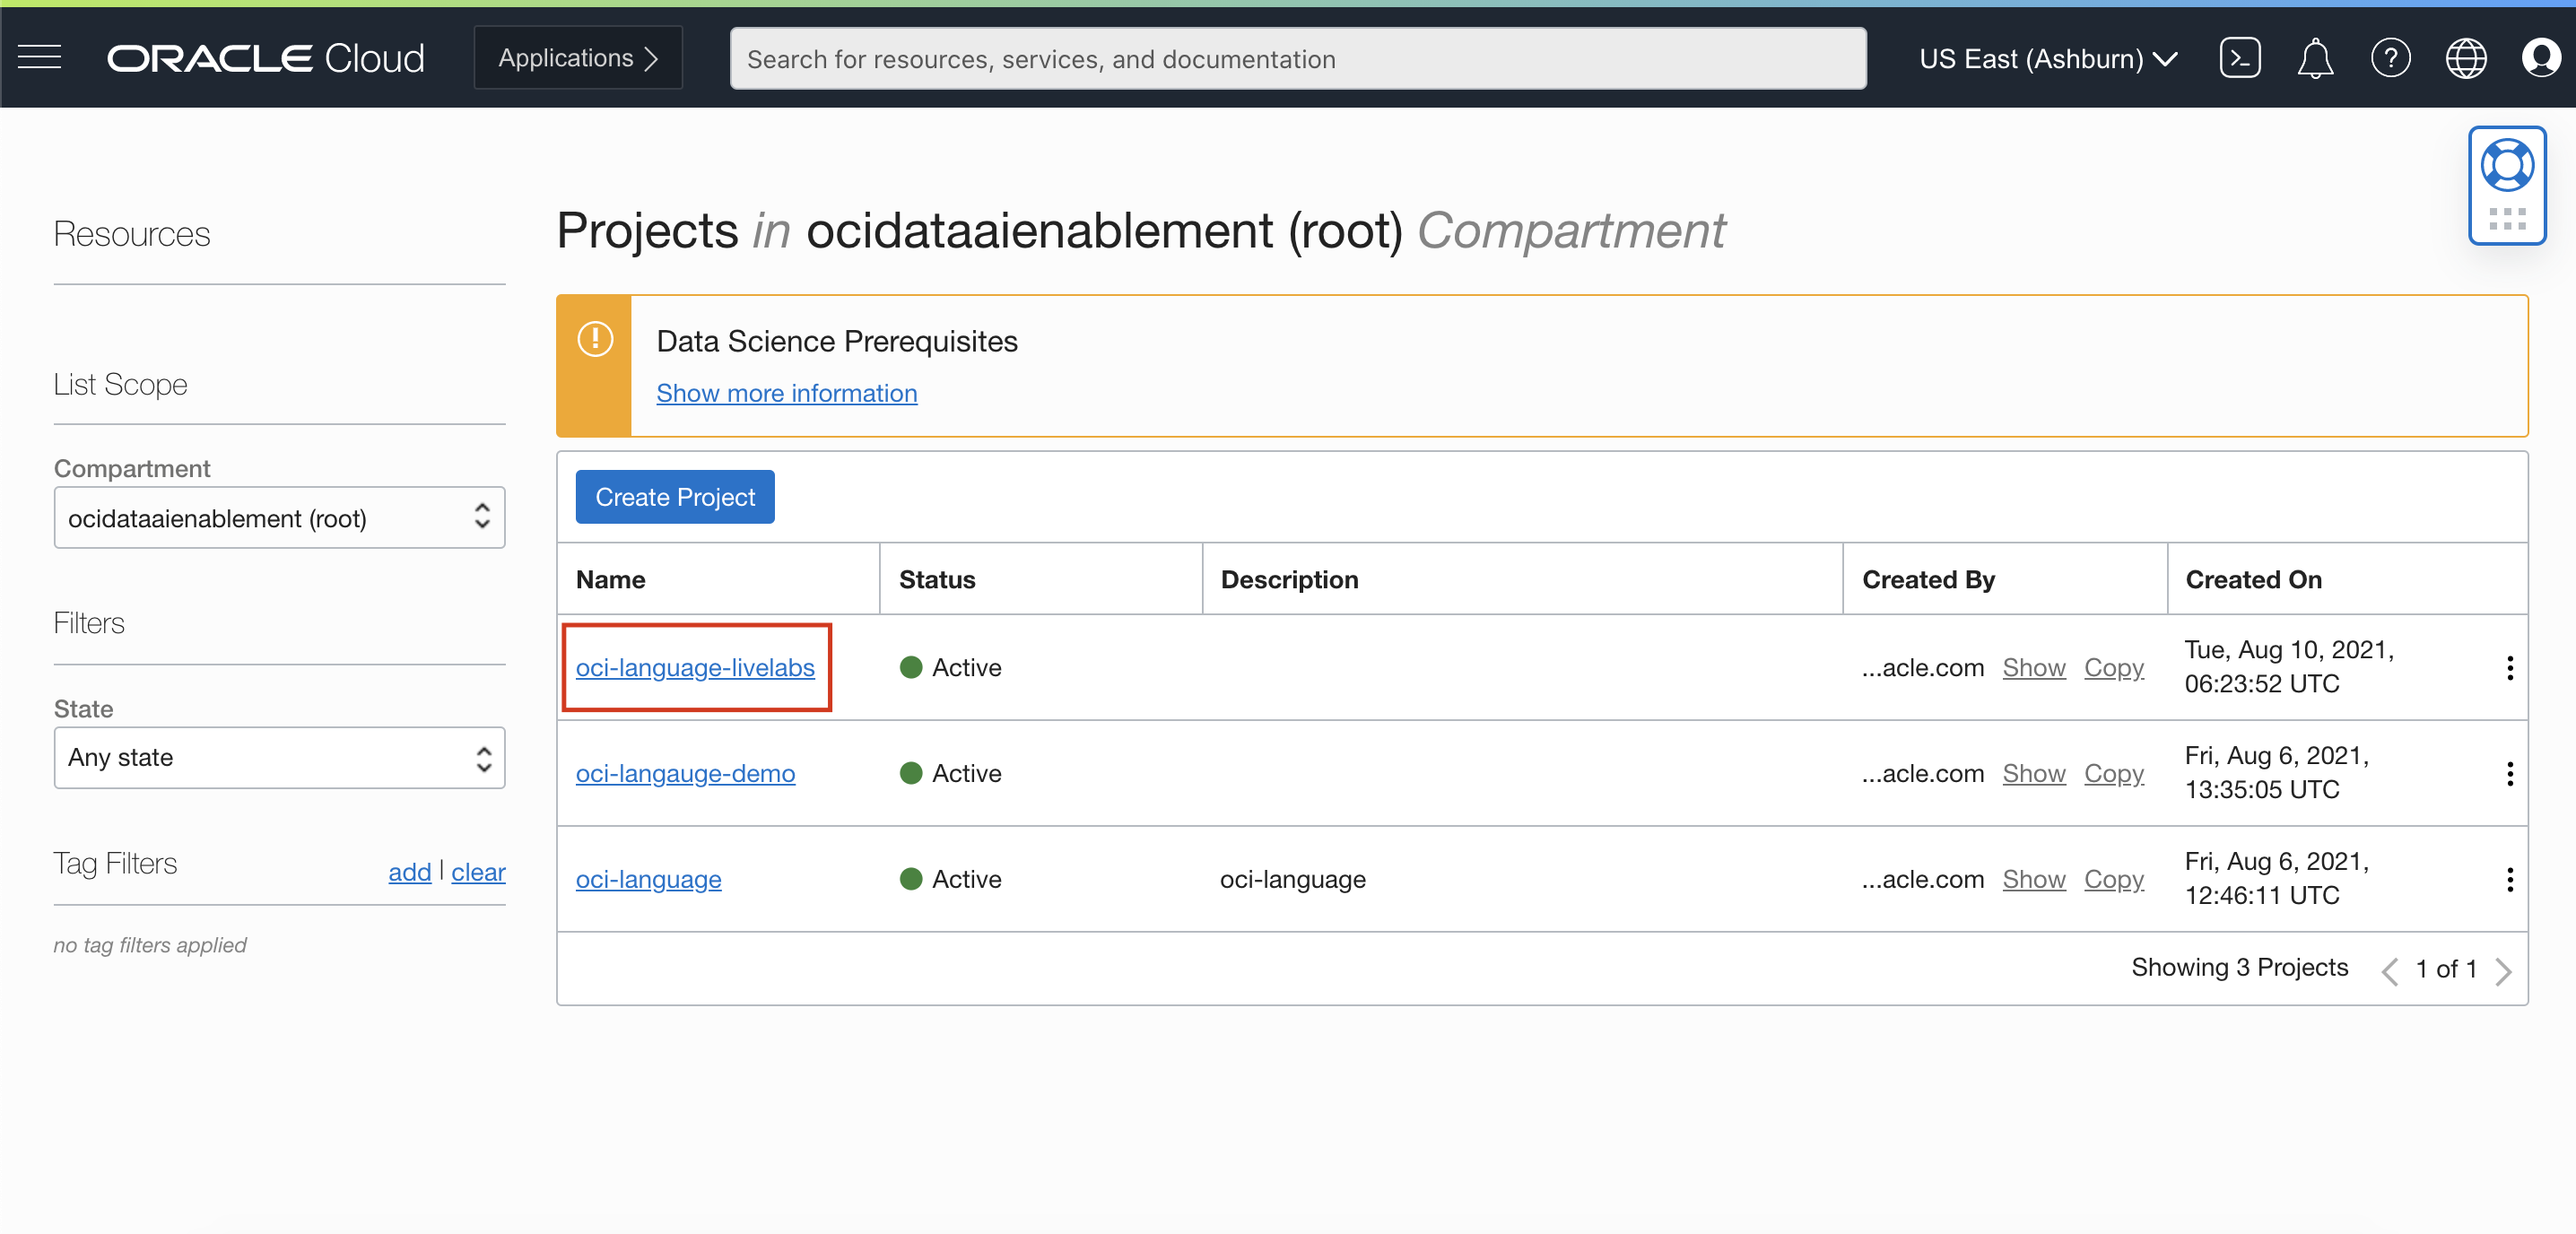 ORACLE Cloud
Applications
Search for resources, services, and documentation
US East (Ashburn)
Resources
List Scope
Compartment
ocidataaienablement (root)
Filters
State
Any state
Tag Filters
add | clear
no tag filters applied
Projects in ocidataaienablement (root) Compartment
Data Science Prerequisites
Show more information
Create Project
Name Status Description Created By Created On
oci-language-livelabs Active ...acle.com Show Copy Tue, Aug 10, 2021,
06:23:52 UTC
oci-langauge-demo Active ...acle.com Show Copy Fri, Aug 6, 2021,
13:35:05 UTC
oci-language Active oci-language ...acle.com Show Copy Fri, Aug 6, 2021,
12:46:11 UTC
Showing 3 Projects 1 of 1